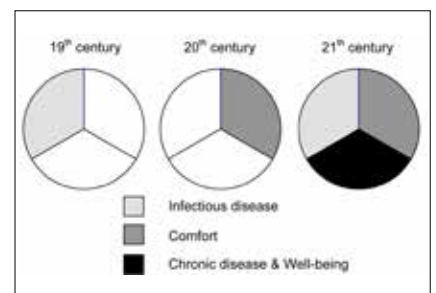 19th century 20th century 21th century
Infectious disease
Comfort
Chronic disease & Well-being